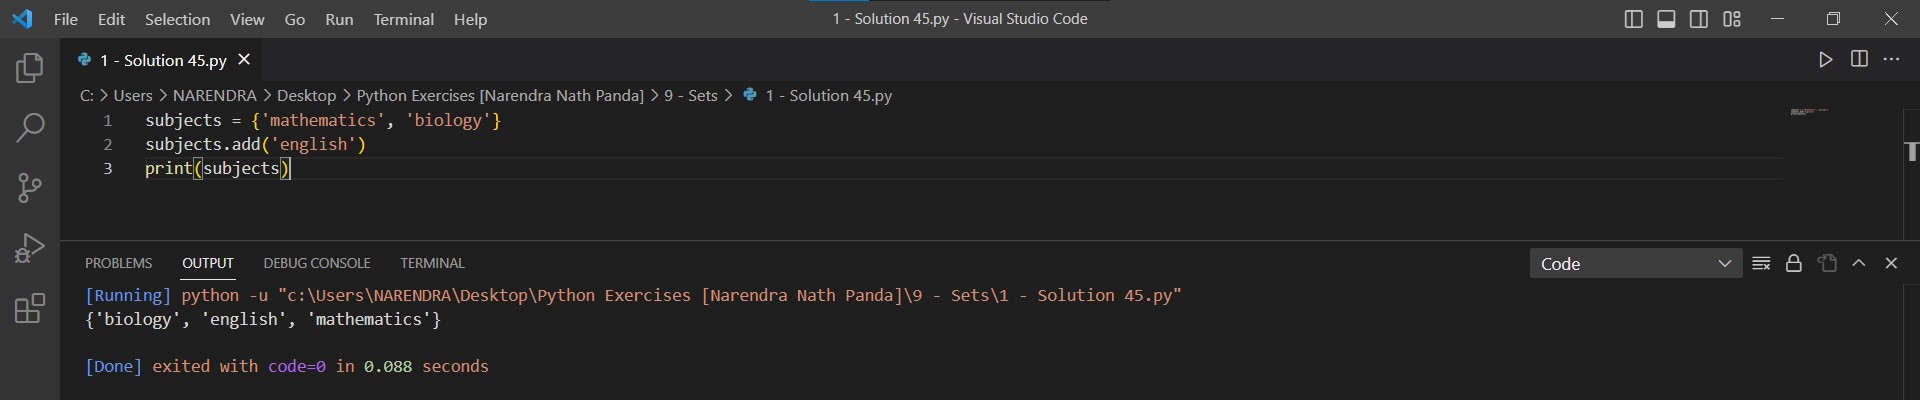 File Edit Selection View Go Run Terminal Help
1 - Solution 45.py - Visual Studio Code
1 - Solution 45.py
C: > Users > NARENDRA > Desktop > Python Exercises [Narendra Nath Panda] > 9 - Sets > 1 - Solution 45.py
1 subjects = {'mathematics', 'biology'}
2 subjects.add('english')
3 print(subjects)
PROBLEMS OUTPUT DEBUG CONSOLE TERMINAL
Code
[Running] python -u "c:\Users\NARENDRA\Desktop\Python Exercises [Narendra Nath Panda]\9 - Sets\1 - Solution 45.py"
{'biology', 'english', 'mathematics'}
[Done] exited with code=0 in 0.088 seconds